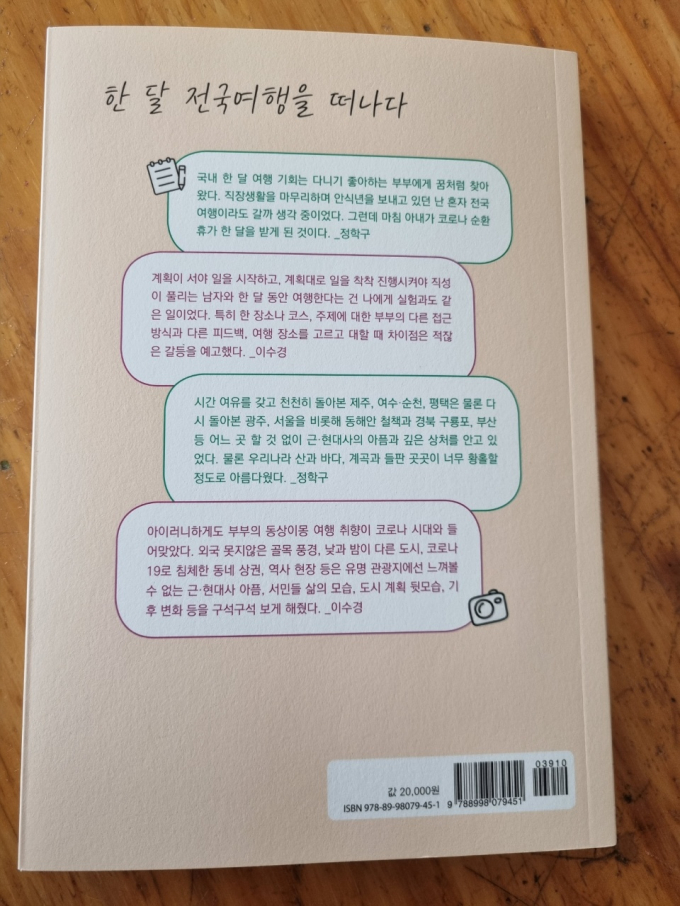 한 달 전국여행을 떠나다
국내 한 달 여행 기회는 다니기 좋아하는 부부에게 꿈처럼 찾아
왔다. 직장생활을 마무리하며 안식년을 보내고 있던 난 혼자 전국
여행이라도 갈까 생각 중이었다. 그런데 마침 아내가 코로나 순환
휴가 한 달을 받게 된 것이다. _정학구
계획이 서야 일을 시작하고, 계획대로 일을 착착 진행시켜야 직성
이 풀리는 남자와 한 달 동안 여행한다는 건 나에게 실험과도 같
은 일이었다. 특히 한 장소나 코스, 주제에 대한 부부의 다른 접근
방식과 다른 피드백, 여행 장소를 고르고 대할 때 차이점은 적잖
은 갈등을 예고했다. _이수경
시간 여유를 갖고 천천히 돌아본 제주, 여수·순천, 평택은 물론 다
시 돌아본 광주, 서울을 비롯해 동해안 철책과 경북 구룡포, 부산
등 어느 곳 할 것 없이 근·현대사의 아픔과 깊은 상처를 안고 있
었다. 물론 우리나라 산과 바다, 계곡과 들판 곳곳이 너무 황홀할
정도로 아름다웠다. _정학구
아이러니하게도 부부의 동상이몽 여행 취향이 코로나 시대와 들
어맞았다. 외국 못지않은 골목 풍경, 낮과 밤이 다른 도시, 코로나
19로 침체한 동네 상권, 역사 현장 등은 유명 관광지에선 느껴볼
수 없는 근·현대사 아픔, 서민들 삶의 모습, 도시 계획 뒷모습, 기
후 변화 등을 구석구석 보게 해줬다. _이수경
값 20,000원
ISBN 978-89-98079-45-1
03910
9 788998 079451